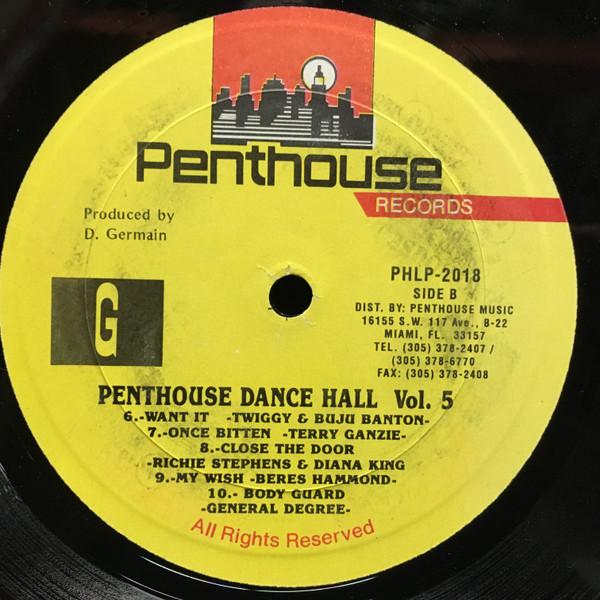 Penthouse
RECORDS
Produced by
D. Germain
G
PHLP-2018
SIDE B
DIST. BY: PENTHOUSE MUSIC
16155 S.W. 117 Ave., B-22
MIAMI, FL. 33157
TEL. (305) 378-2407 /
(305) 378-6770
FAX: (305) 378-2408
PENTHOUSE DANCE HALL Vol. 5
6.-WANT IT -TWIGGY & BUJU BANTON-
7.-ONCE BITTEN -TERRY GANZIE-
8.-CLOSE THE DOOR
-RICHIE STEPHENS & DIANA KING
9.-MY WISH -BERES HAMMOND-
10.- BODY GUARD
-GENERAL DEGREE-
All Rights Reserved